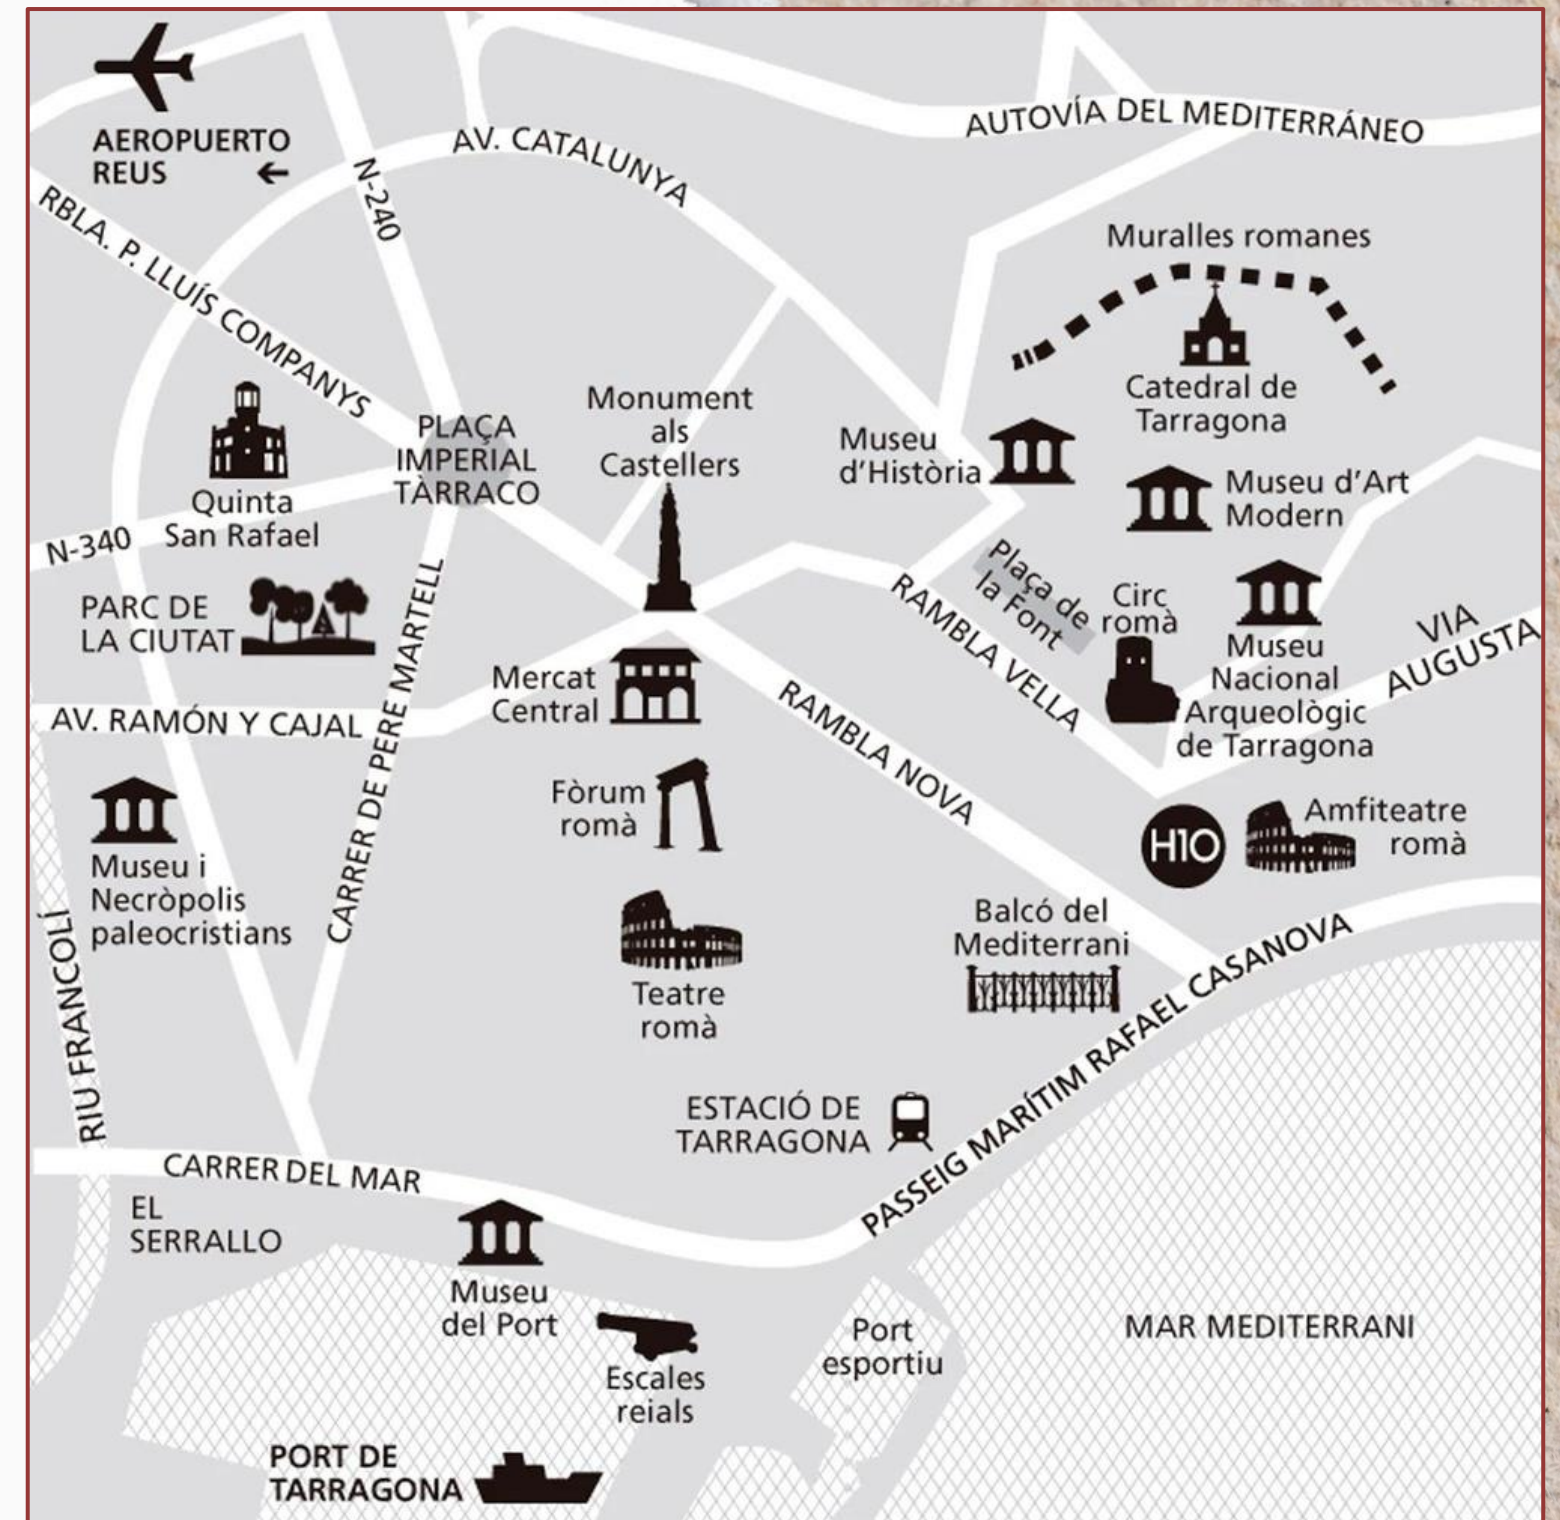 AEROPUERTO
REUS
AUTOVÍA DEL MEDITERRÁNEO
AV. CATALUNYA
N-240
RBLA. P. LLUÍS COMPANYS
Muralles romanes
Catedral de
Tarragona
Monument
als
Castellers
PLAÇA
IMPERIAL
TÀRRACO
Museu
d'Història
Museu d'Art
Modern
Quinta
San Rafael
N-340
PARC DE
LA CIUTAT
Plaça de
la Font
Circ
romà
RAMBLA VELLA
Museu
Nacional
Arqueològic
de Tarragona
VIA
AUGUSTA
CARRER DE PERE MARTELL
Mercat
Central
AV. RAMÓN Y CAJAL
RAMBLA NOVA
Fòrum
romà
H10
Amfiteatre
romà
Museu i
Necròpolis
paleocristians
Balcó del
Mediterrani
Teatre
romà
RIU FRANCOLÍ
PASSEIG MARÍTIM RAFAEL CASANOVA
ESTACIÓ DE
TARRAGONA
CARRER DEL MAR
EL
SERRALLO
Museu
del Port
Escales
reials
Port
esportiu
MAR MEDITERRANI
PORT DE
TARRAGONA